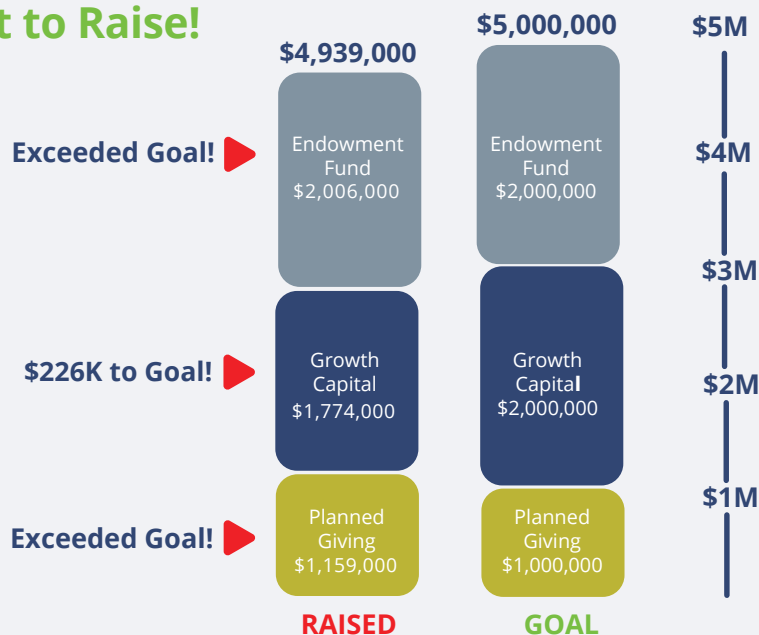 t to Raise!
$4,939,000
$5,000,000
$5M
Exceeded Goal!
Endowment
Fund
$2,006,000
Endowment
Fund
$2,000,000
$4M
$3M
$226K to Goal!
Growth
Capital
$1,774,000
Growth
Capital
$2,000,000
$2M
$1M
Exceeded Goal!
Planned
Giving
$1,159,000
Planned
Giving
$1,000,000
RAISED
GOAL